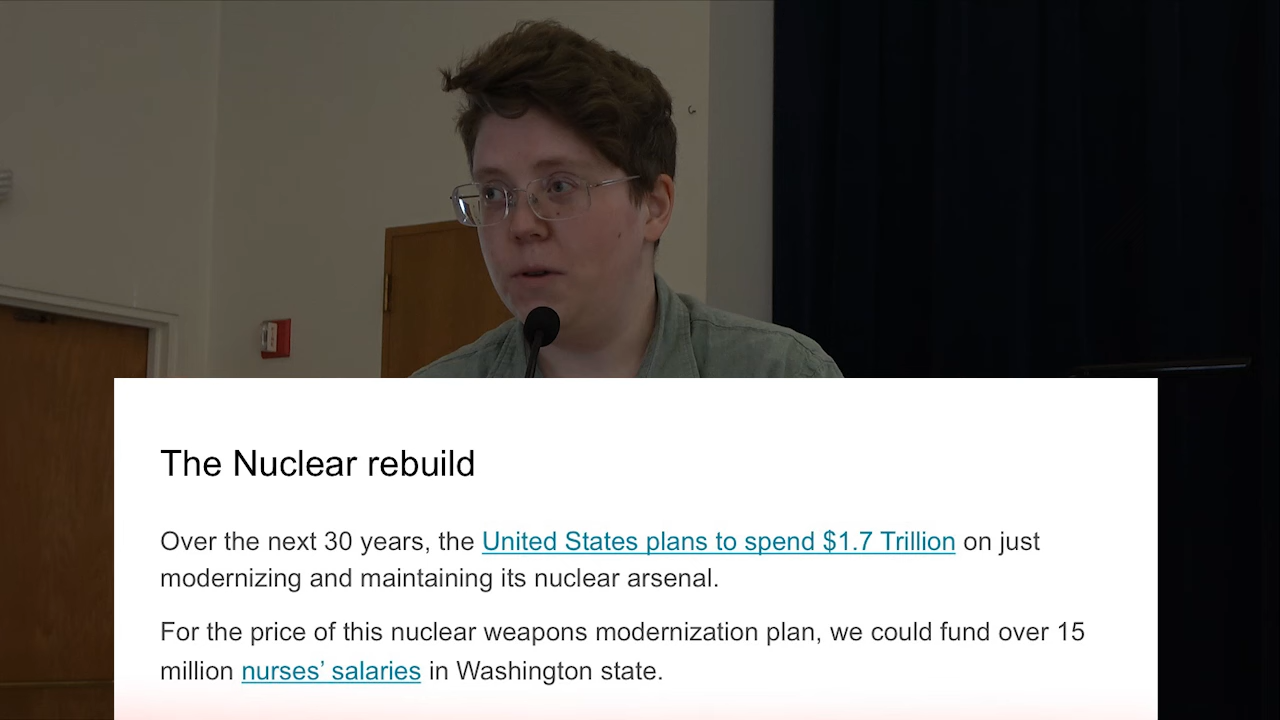 The Nuclear rebuild
Over the next 30 years, the United States plans to spend $1.7 Trillion on just
modernizing and maintaining its nuclear arsenal.
For the price of this nuclear weapons modernization plan, we could fund over 15
million nurses’ salaries in Washington state.